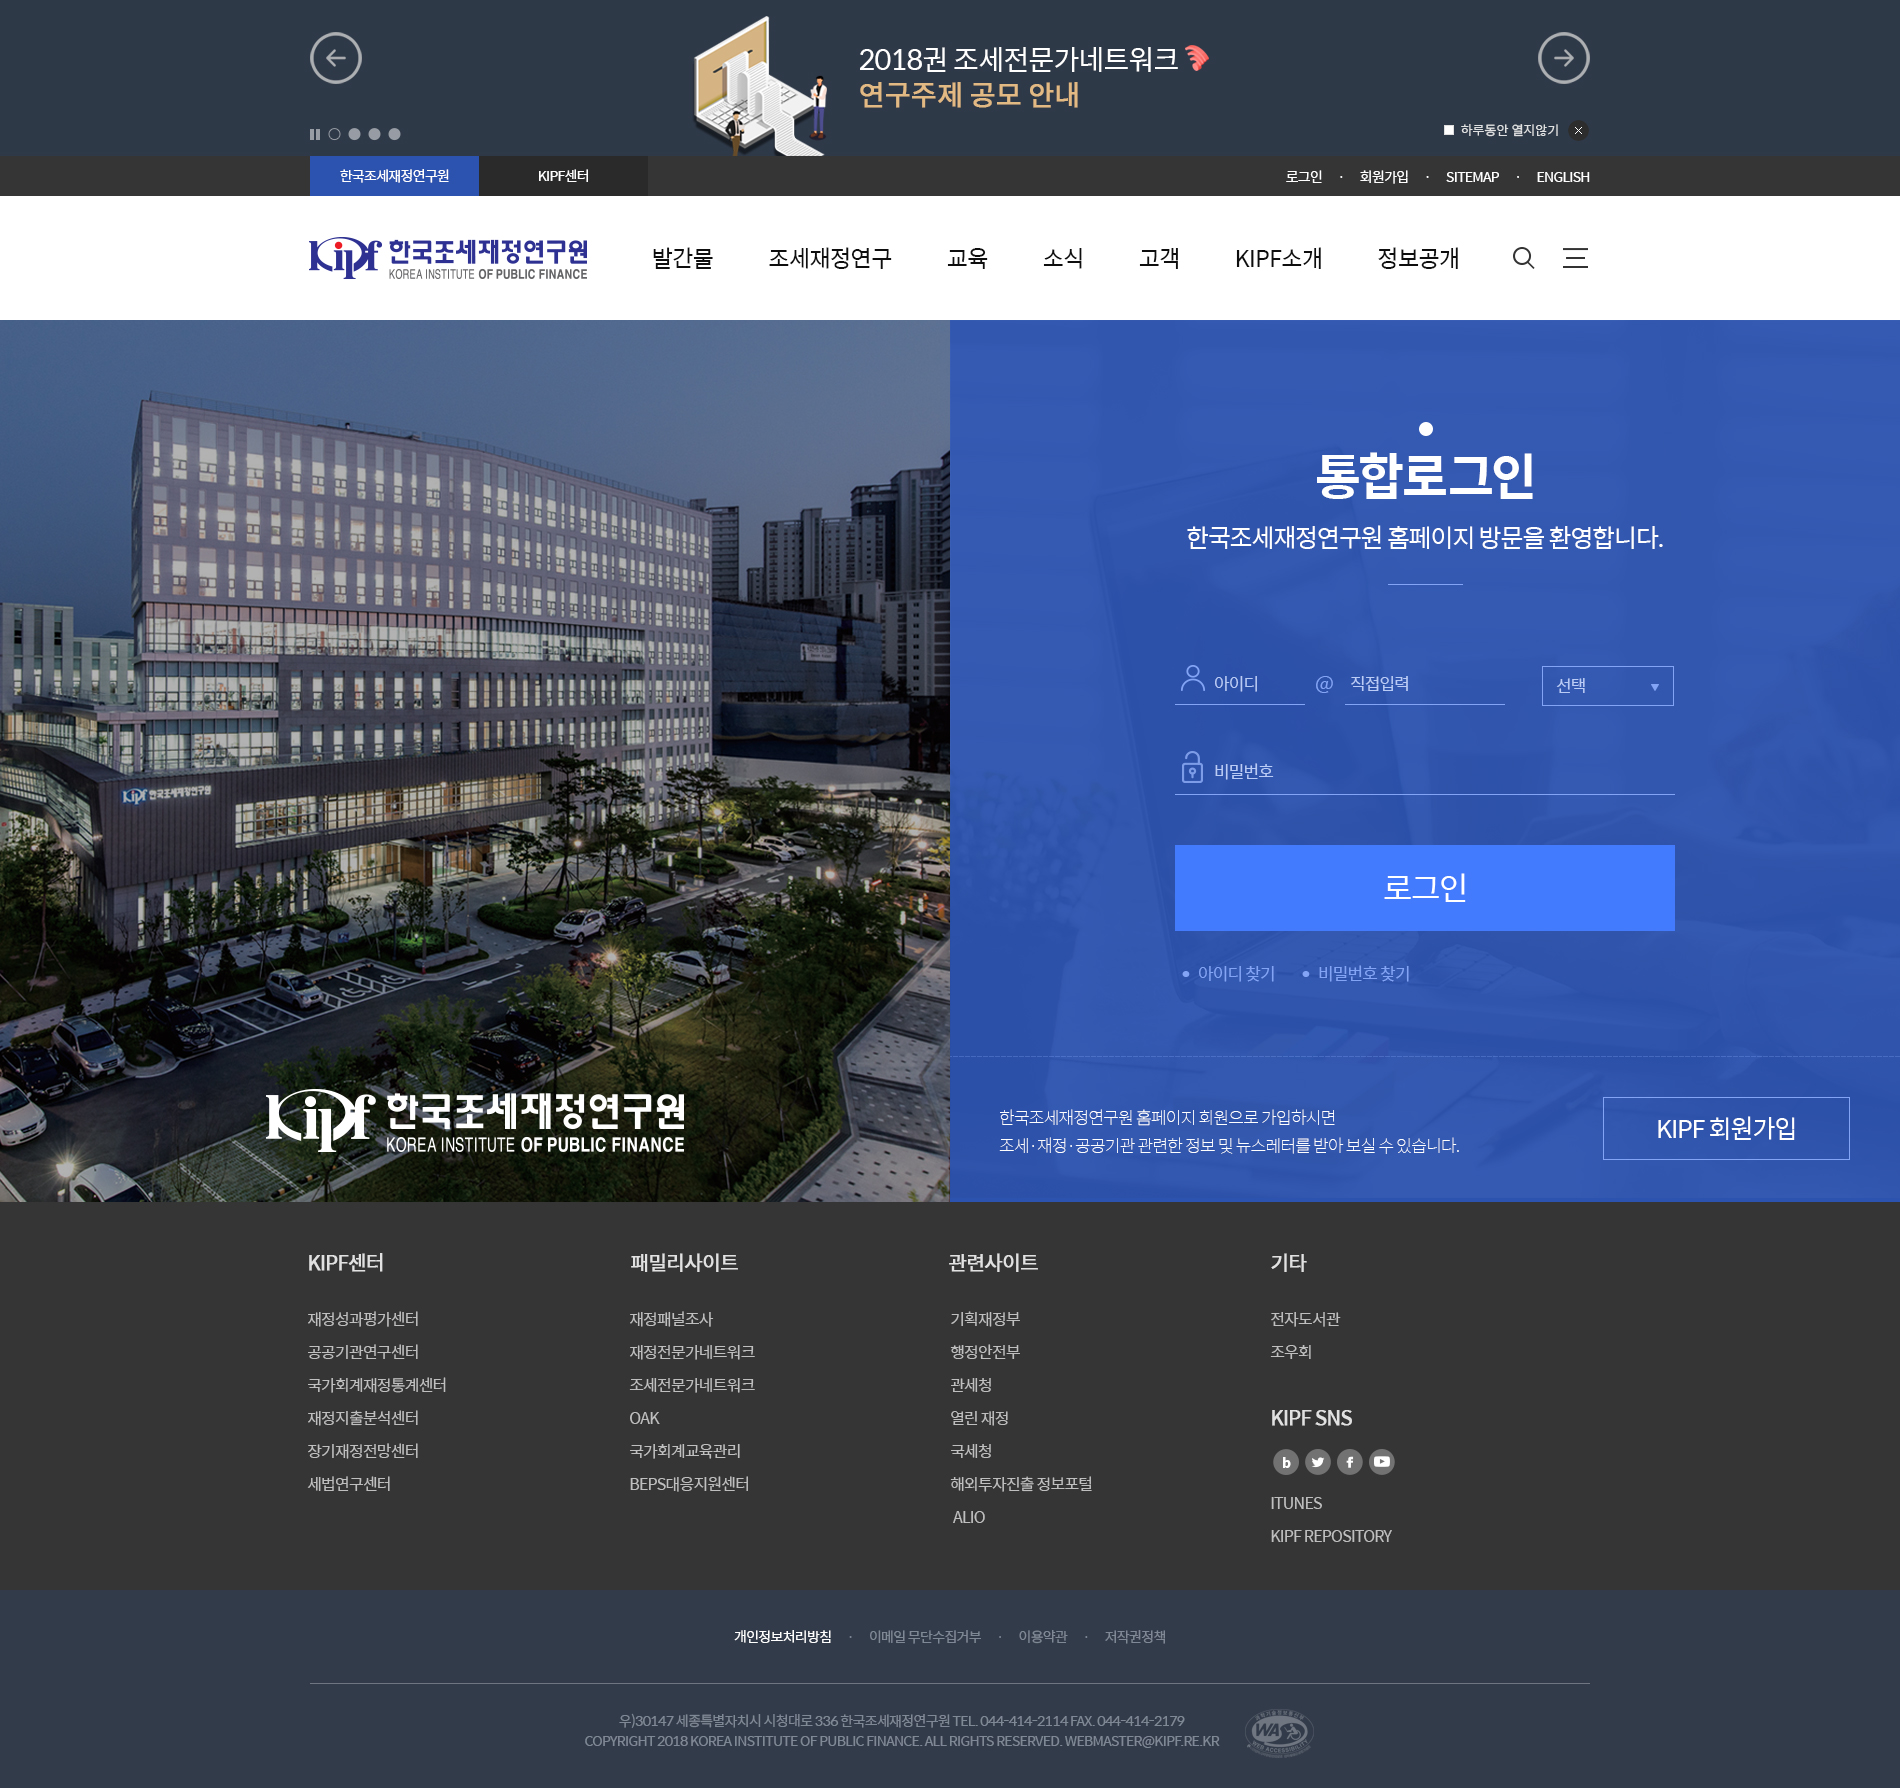 2018권 조세전문가네트워크
연구주제 공모 안내
하루동안 열지않기
한국조세재정연구원 KIPF센터
로그인 · 회원가입 · SITEMAP · ENGLISH
Kipf 한국조세재정연구원
KOREA INSTITUTE OF PUBLIC FINANCE
발간물 조세재정연구 교육 소식 고객 KIPF소개 정보공개
통합로그인
한국조세재정연구원 홈페이지 방문을 환영합니다.
아이디 @ 직접입력 선택
비밀번호
로그인
아이디 찾기 비밀번호 찾기
Kipf 한국조세재정연구원
Kipf 한국조세재정연구원
KOREA INSTITUTE OF PUBLIC FINANCE
한국조세재정연구원 홈페이지 회원으로 가입하시면
조세·재정·공공기관 관련한 정보 및 뉴스레터를 받아 보실 수 있습니다.
KIPF 회원가입
KIPF센터
재정성과평가센터
공공기관연구센터
국가회계재정통계센터
재정지출분석센터
장기재정전망센터
세법연구센터
패밀리사이트
재정패널조사
재정전문가네트워크
조세전문가네트워크
OAK
국가회계교육관리
BEPS대응지원센터
관련사이트
기획재정부
행정안전부
관세청
열린 재정
국세청
해외투자진출 정보포털
ALIO
기타
전자도서관
조우회
KIPF SNS
ITUNES
KIPF REPOSITORY
개인정보처리방침 · 이메일 무단수집거부 · 이용약관 · 저작권정책
우)30147 세종특별자치시 시청대로 336 한국조세재정연구원 TEL. 044-414-2114 FAX. 044-414-2179
COPYRIGHT 2018 KOREA INSTITUTE OF PUBLIC FINANCE. ALL RIGHTS RESERVED. WEBMASTER@KIPF.RE.KR
WA
WEB ACCESSIBILITY